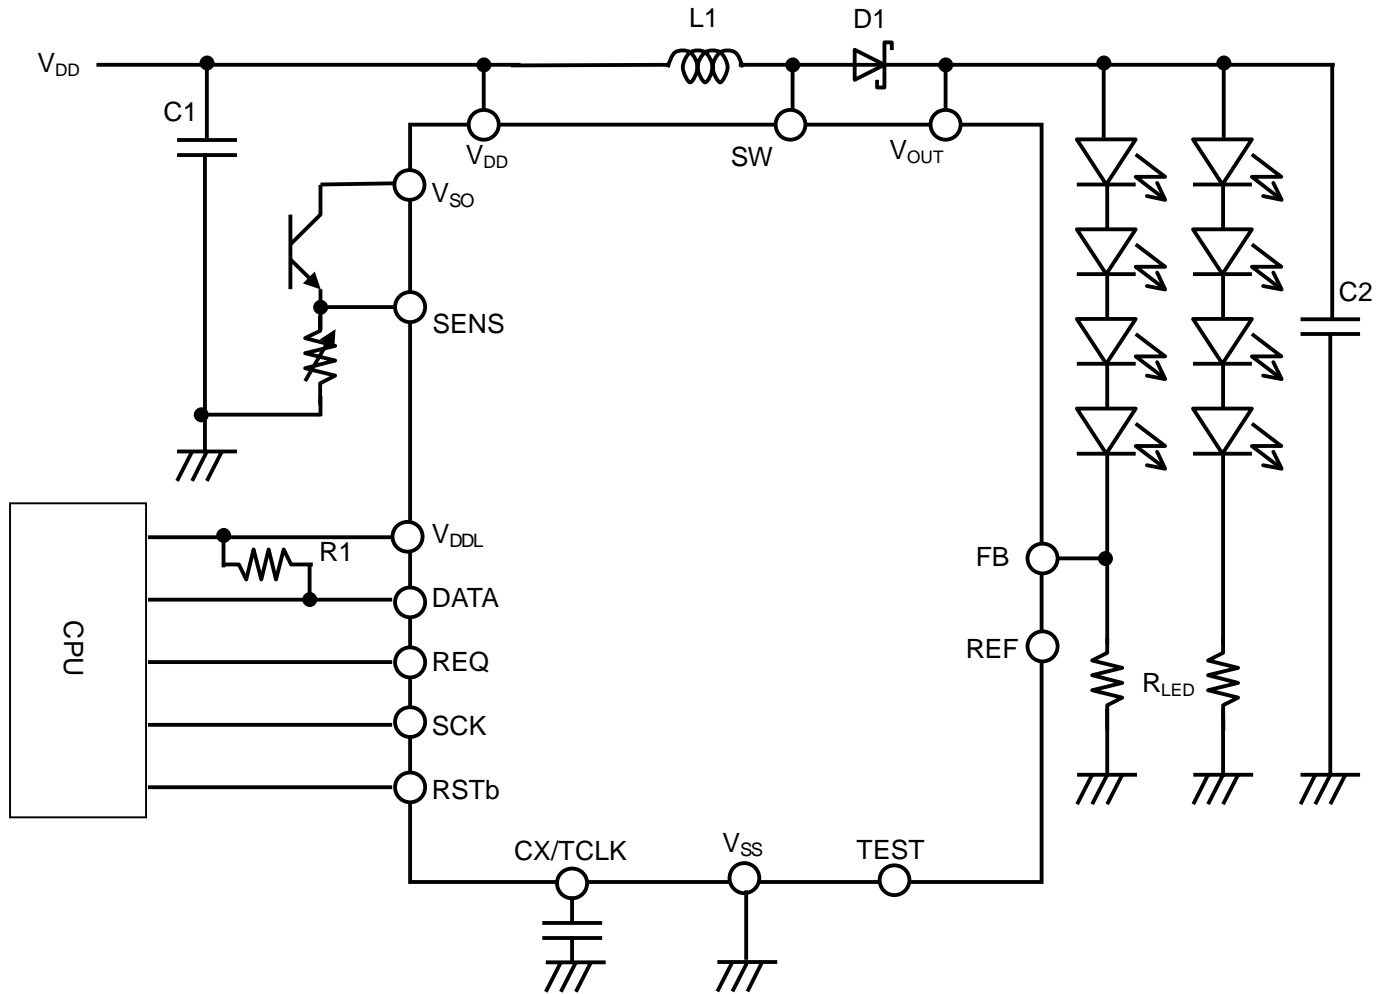 L1
D1
VDD
C1
VDD
SW
VOUT
VSO
SENS
C2
VDDL
R1
DATA
CPU
REQ
SCK
RSTb
FB
REF
RLED
CX/TCLK
VSS
TEST